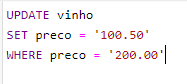 UPDATE vinho
SET preco = '100.50'
WHERE preco = '200.00'